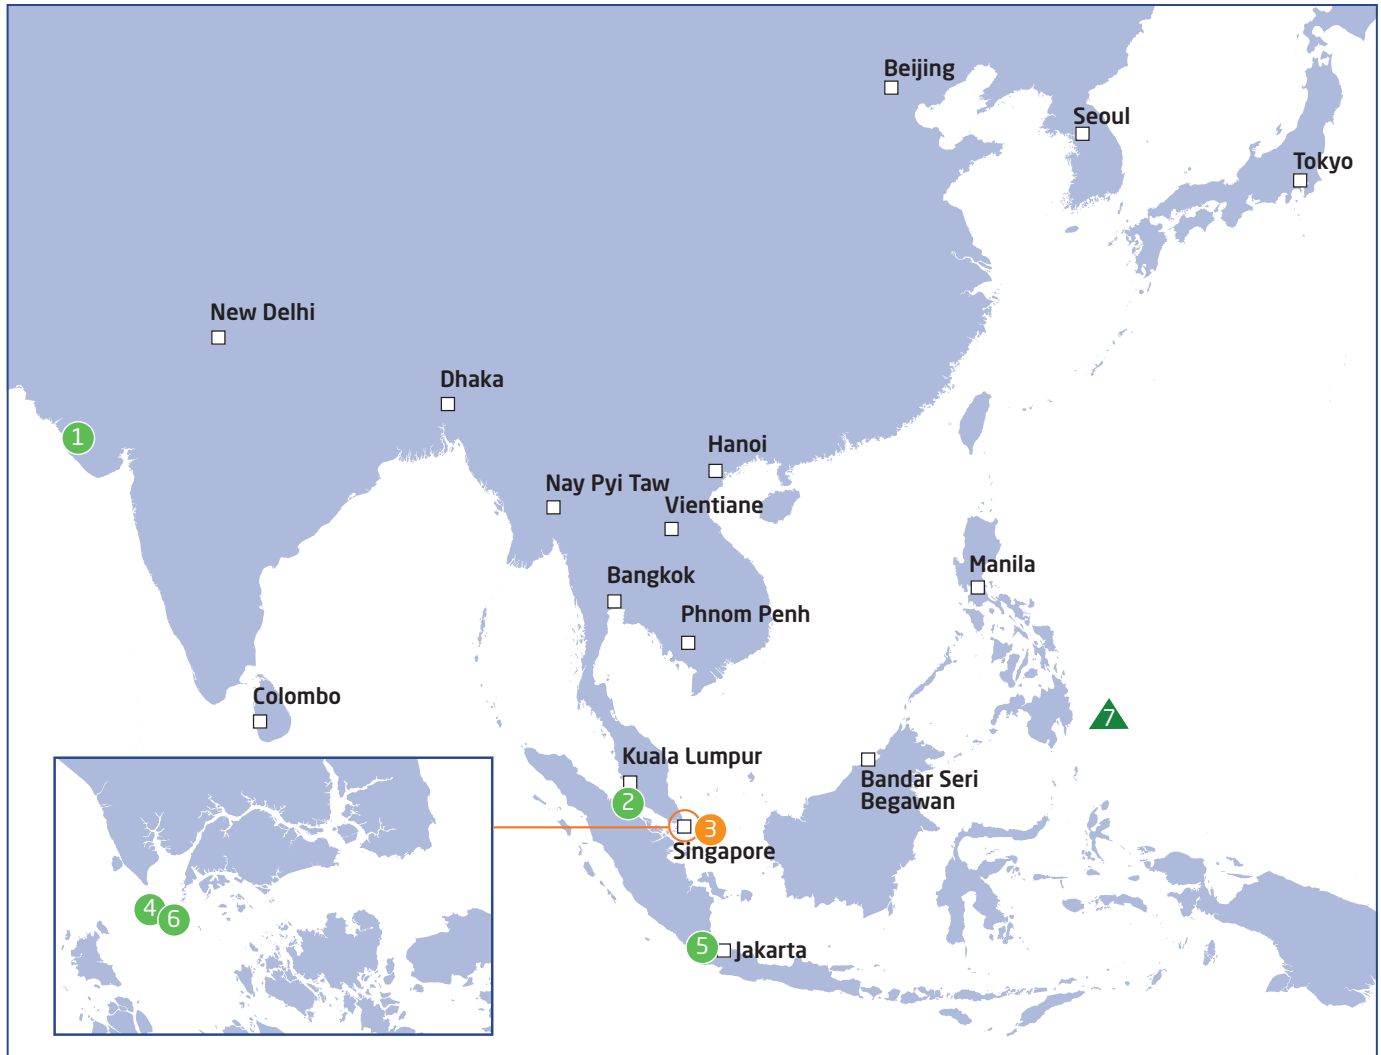 Beijing
Seoul
Tokyo
New Delhi
Dhaka
1
Hanoi
Nay Pyi Taw
Vientiane
Manila
Bangkok
Phnom Penh
Colombo
7
Kuala Lumpur
Bandar Seri
Begawan
2
3
Singapore
4
6
5
Jakarta